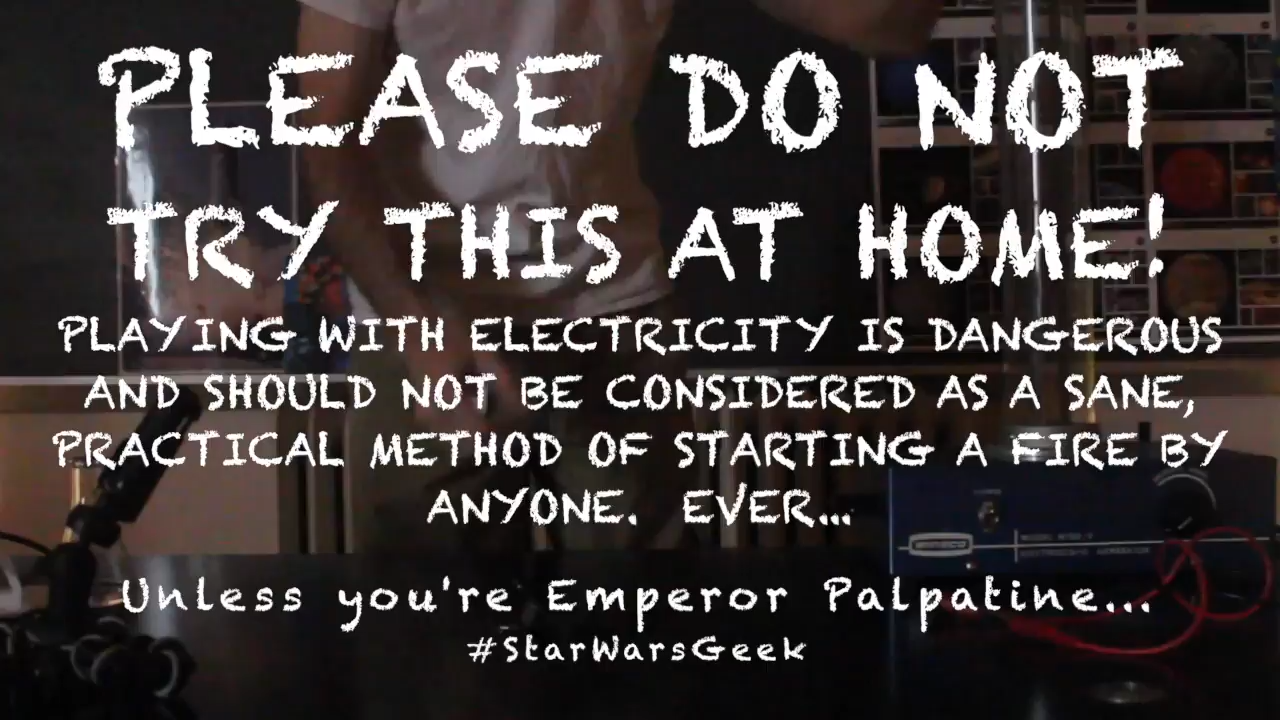 PLEASE DO NOT
TRY THIS AT HOME!
PLAYING WITH ELECTRICITY IS DANGEROUS
AND SHOULD NOT BE CONSIDERED AS A SANE,
PRACTICAL METHOD OF STARTING A FIRE BY
ANYONE. EVER...
Unless you're Emperor Palpatine...
#StarWarsGeek